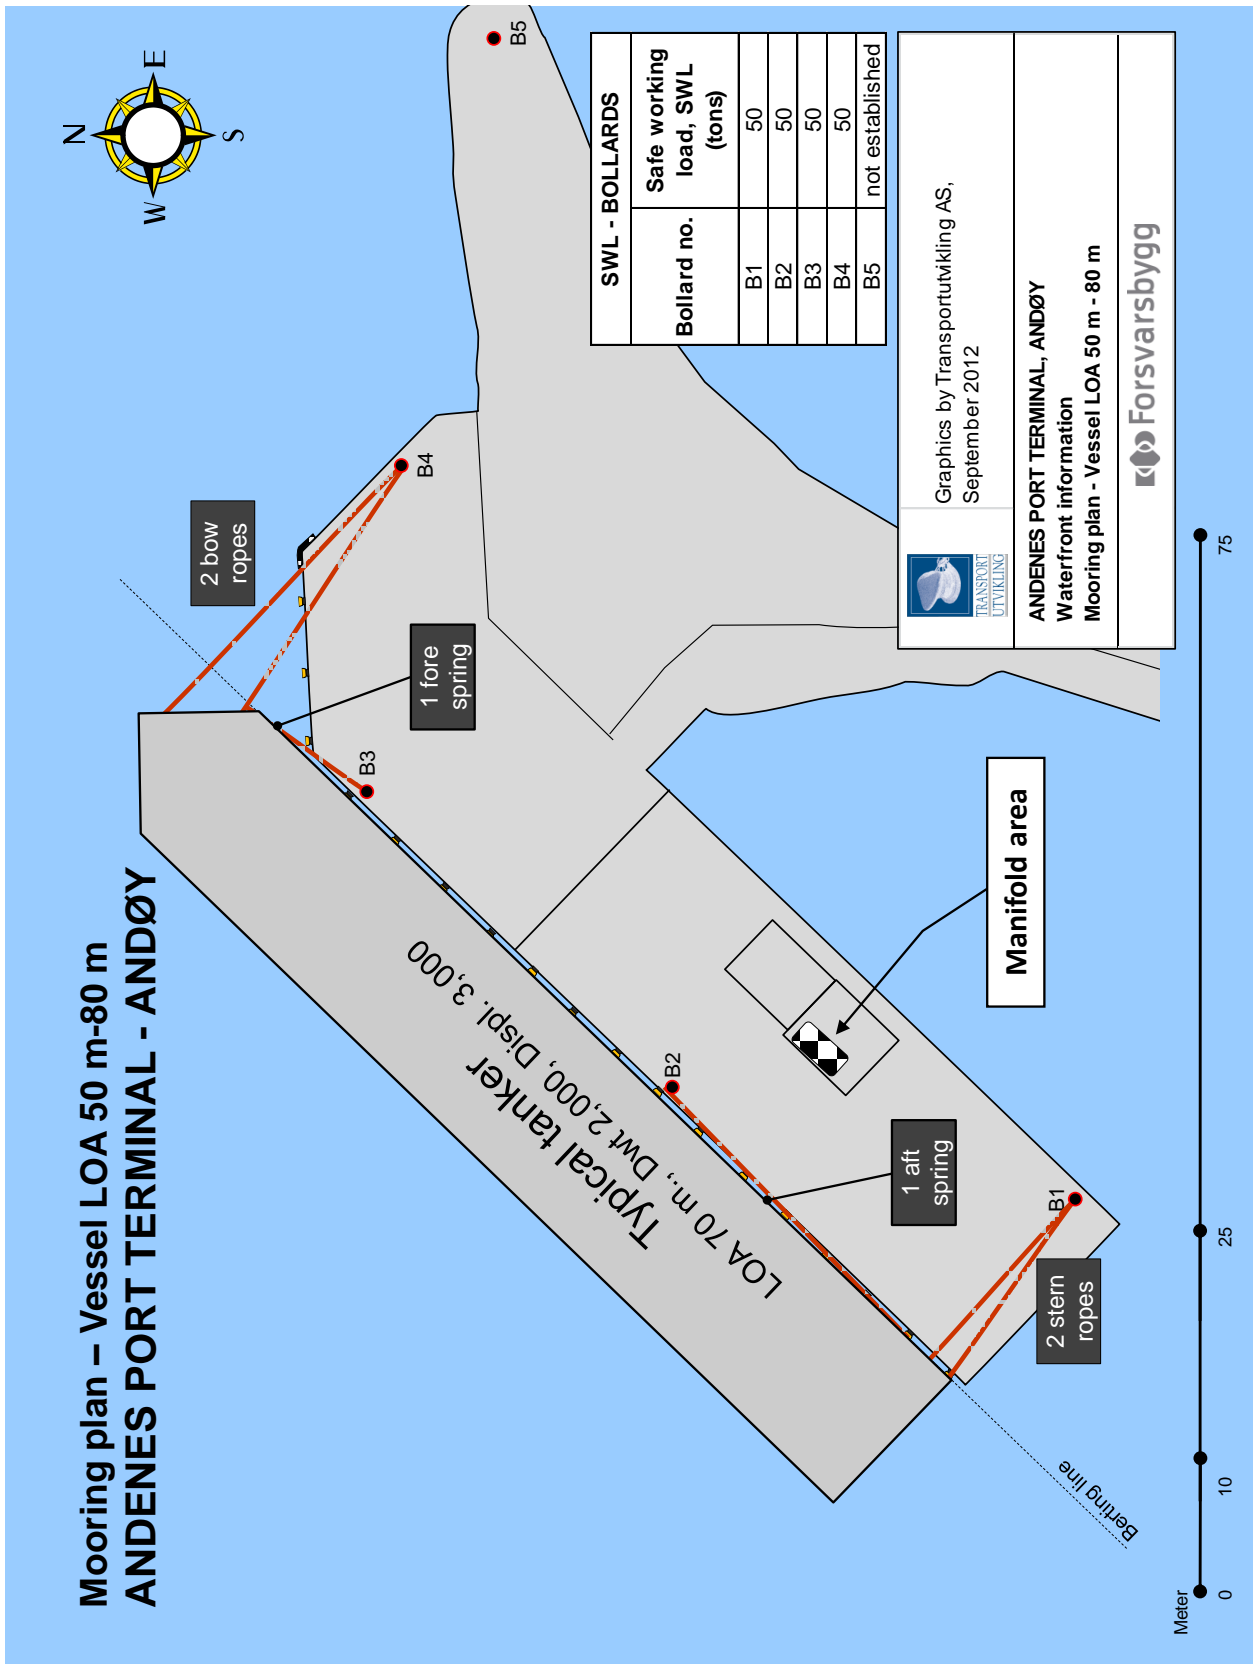 Mooring plan – Vessel LOA 50 m-80 m
ANDENES PORT TERMINAL - ANDØY
N
E
S
W
2 bow
ropes
B5
B4
1 fore
spring
B3
Typical tanker
LOA 70 m., Dwt 2,000, Displ. 3,000
B2
1 aft
spring
B1
2 stern
ropes
Manifold area
Berting line
SWL - BOLLARDS
Bollard no. Safe working load, SWL (tons)
B1 50
B2 50
B3 50
B4 50
B5 not established
TRANSPORT
UTVIKLING
Graphics by Transportutvikling AS,
September 2012
ANDENES PORT TERMINAL, ANDØY
Waterfront information
Mooring plan - Vessel LOA 50 m - 80 m
Forsvarsbygg
Meter
0 10 25 75